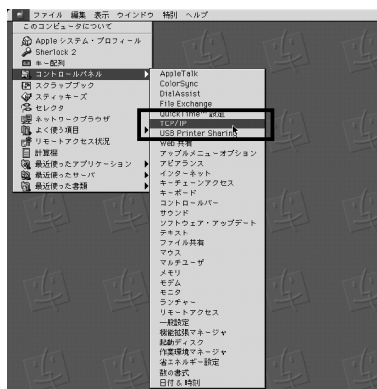 ファイル 編集 表示 ウインドウ 特別 ヘルプ
このコンピュータについて
Apple システム・プロフィール
Sherlock 2
キー配列
コントロールパネル
スクラップブック
スティッキーズ
セレクタ
ネットワークブラウザ
よく使う項目
リモートアクセス状況
計算機
最近使ったアプリケーション
最近使ったサーバ
最近使った書類
AppleTalk
ColorSync
DialAssist
File Exchange
QuickTime™ 設定
TCP/IP
USB Printer Sharing
Web 共有
アップルメニューオプション
アピアランス
インターネット
キーチェーンアクセス
キーボード
コントロールバー
サウンド
ソフトウェア・アップデート
テキスト
ファイル共有
マウス
マルチユーザ
メモリ
モデム
モニタ
ランチャー
リモートアクセス
一般設定
機能拡張マネージャ
起動ディスク
作業環境マネージャ
省エネルギー設定
数の書式
日付 & 時刻